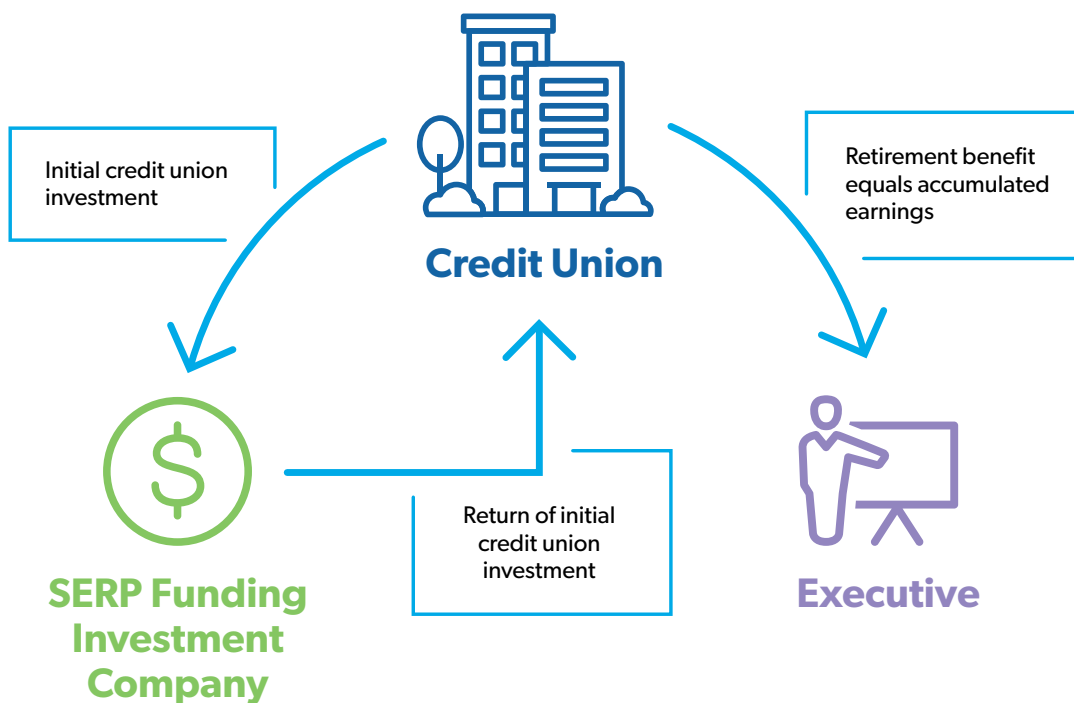 Initial credit union
investment
Retirement benefit
equals accumulated
earnings
Credit Union
Return of initial
credit union
investment
SERP Funding
Investment
Company
Executive